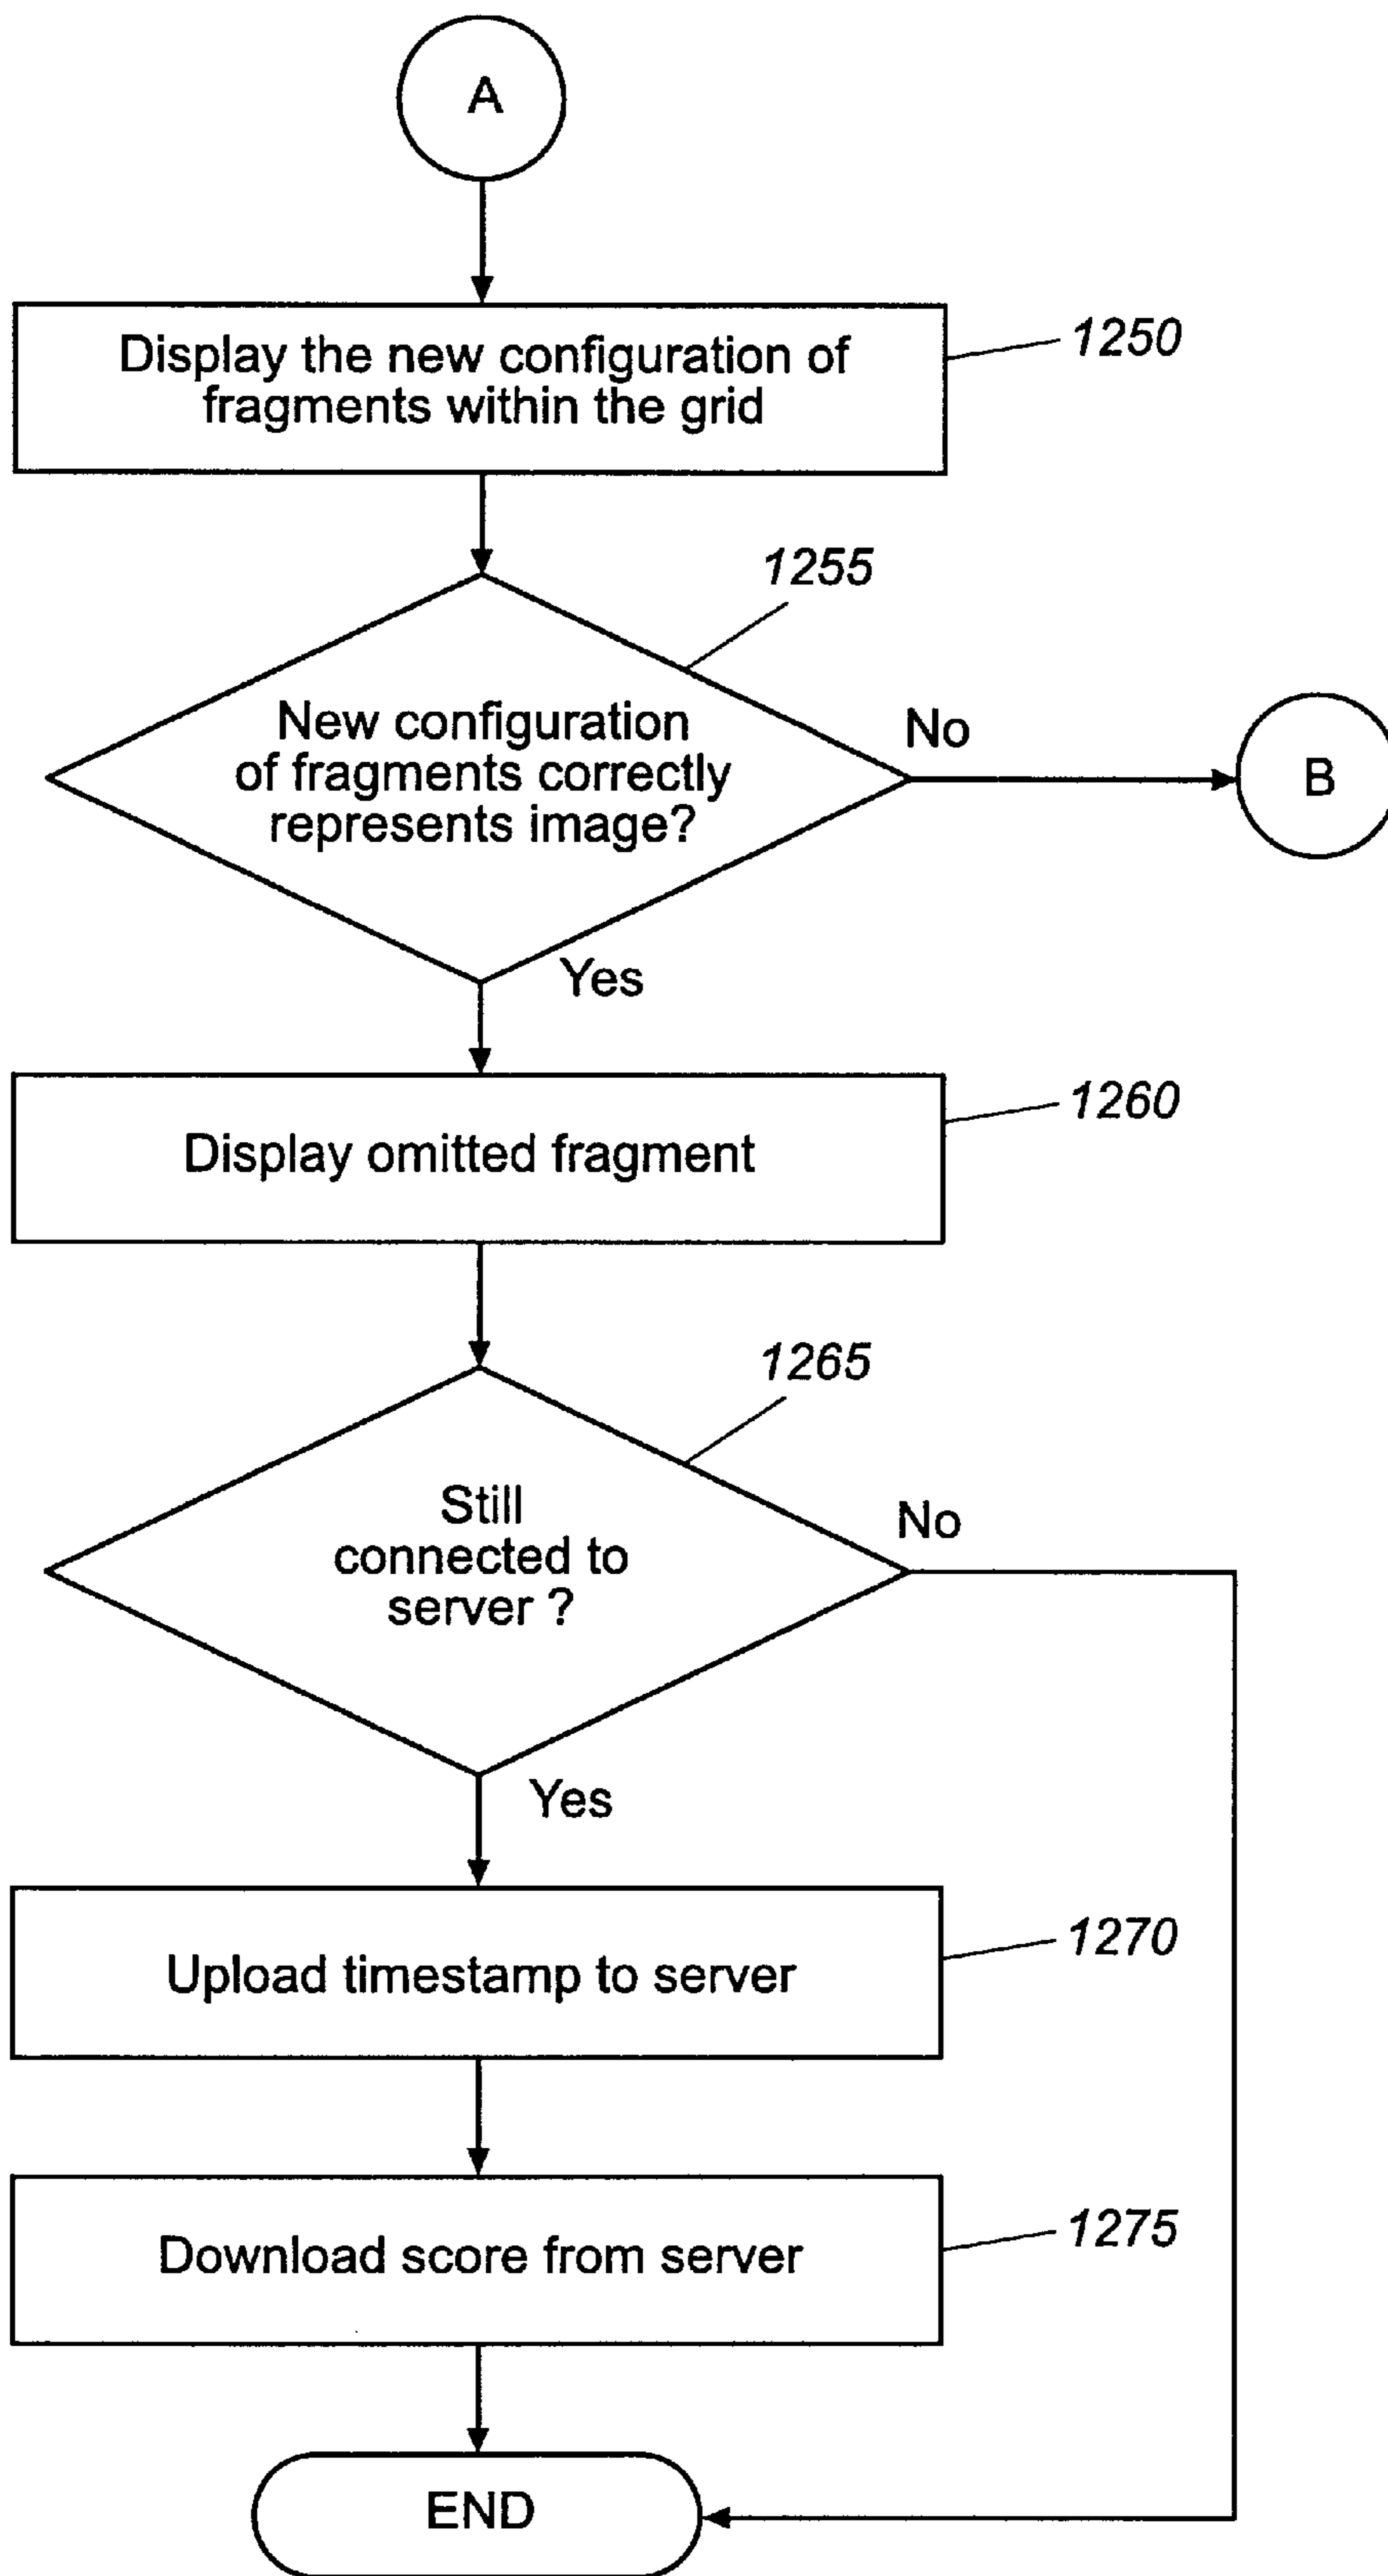 A
Display the new configuration of
fragments within the grid
1250
1255
New configuration
of fragments correctly
represents image?
No
B
Yes
Display omitted fragment
1260
1265
Still
connected to
server ?
No
Yes
Upload timestamp to server
1270
Download score from server
1275
END